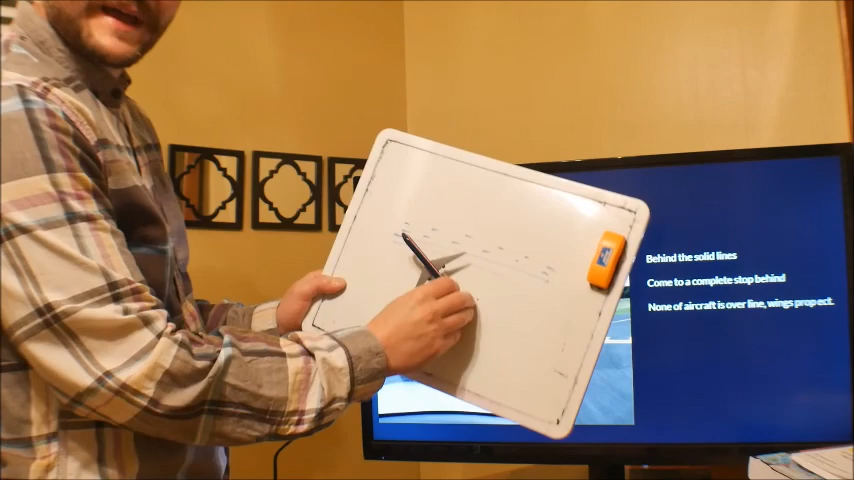 Behind the solid lines
Come to a complete stop behind
None of aircraft is over line, wings prop ect.